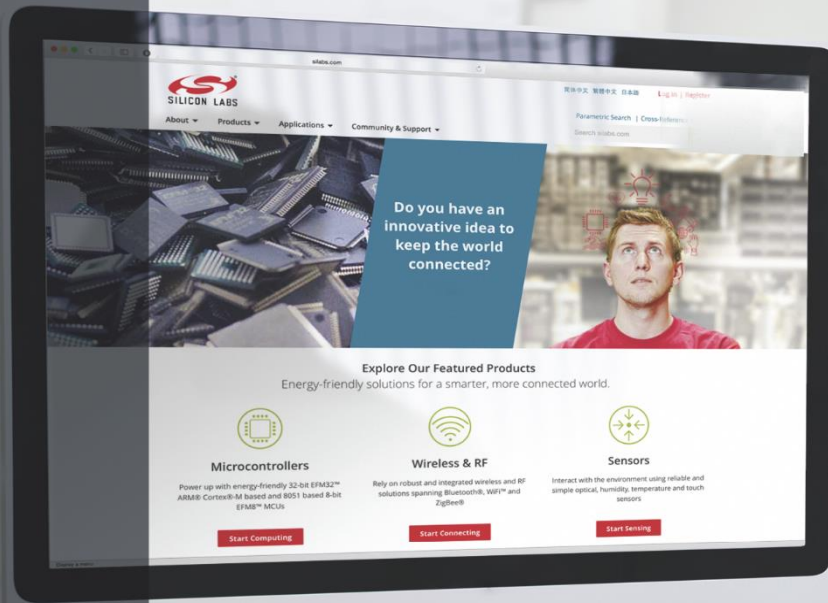 silabs.com
SILICON LABS
简体中文 繁體中文 日本語 Log in | Register
About Products Applications Community & Support
Parametric Search | Cross-Reference
Search silabs.com
Do you have an
innovative idea to
keep the world
connected?
Explore Our Featured Products
Energy-friendly solutions for a smarter, more connected world.
Microcontrollers
Power up with energy-friendly 32-bit EFM32™
ARM® Cortex®-M based and 8051 based 8-bit
EFM8™ MCUs
Start Computing
Wireless & RF
Rely on robust and integrated wireless and RF
solutions spanning Bluetooth®, WiFi™ and
ZigBee®
Start Connecting
Sensors
Interact with the environment using reliable and
simple optical, humidity, temperature and touch
sensors
Start Sensing